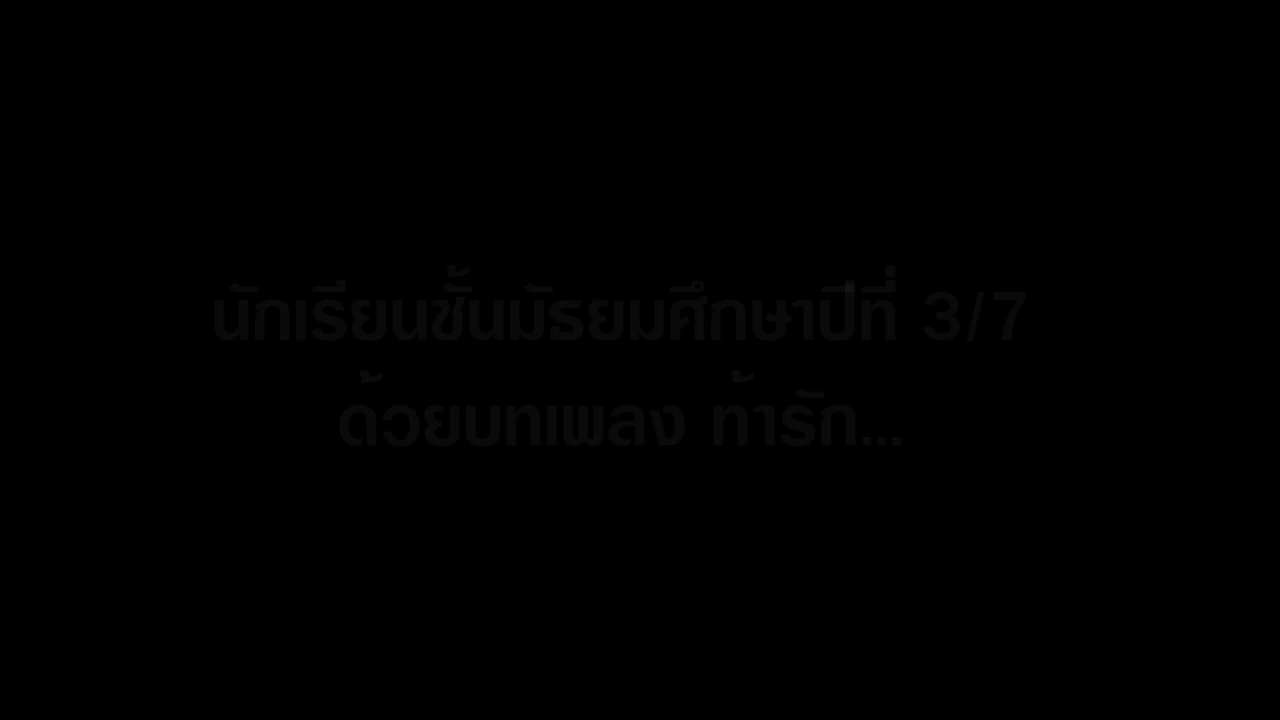 นักเรียนชั้นมัธยมศึกษาปีที่ 3/7
ด้วยบทเพลง ท้ารัก...